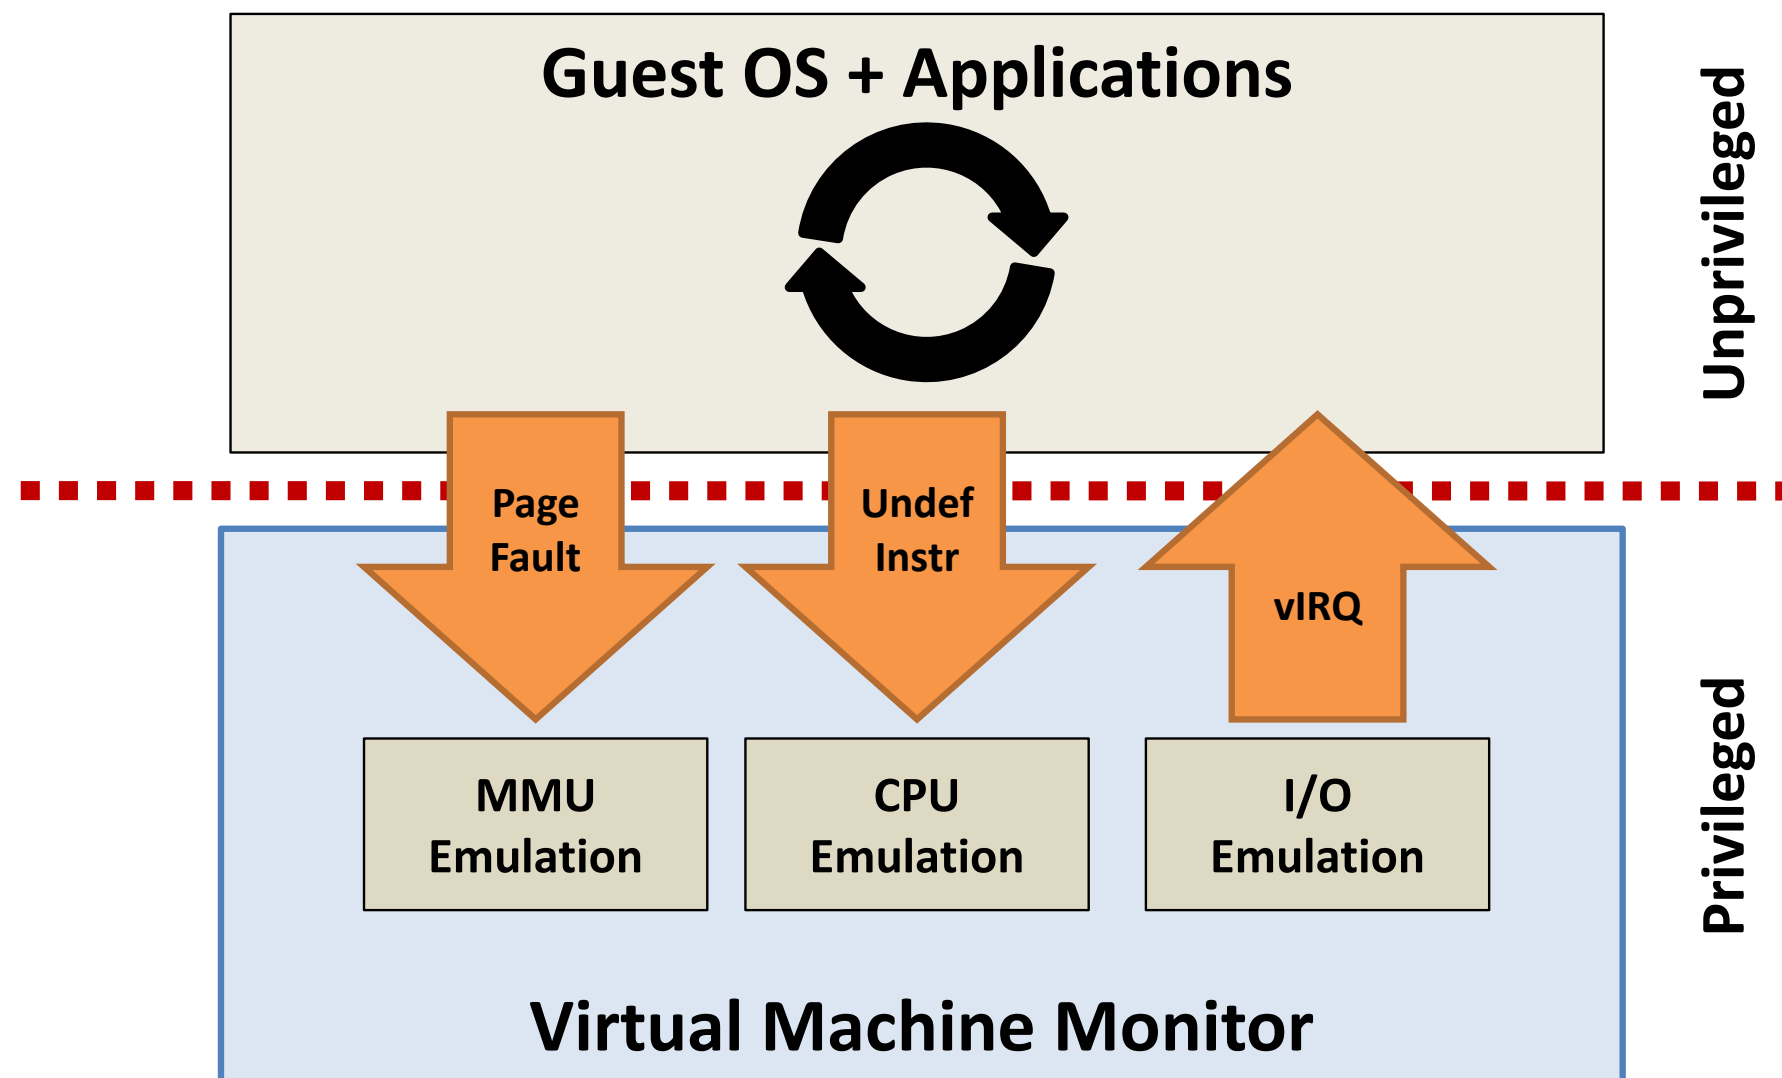 Guest OS + Applications
Unprivileged
Page
Fault
Undef
Instr
vIRQ
MMU
Emulation
CPU
Emulation
I/O
Emulation
Privileged
Virtual Machine Monitor